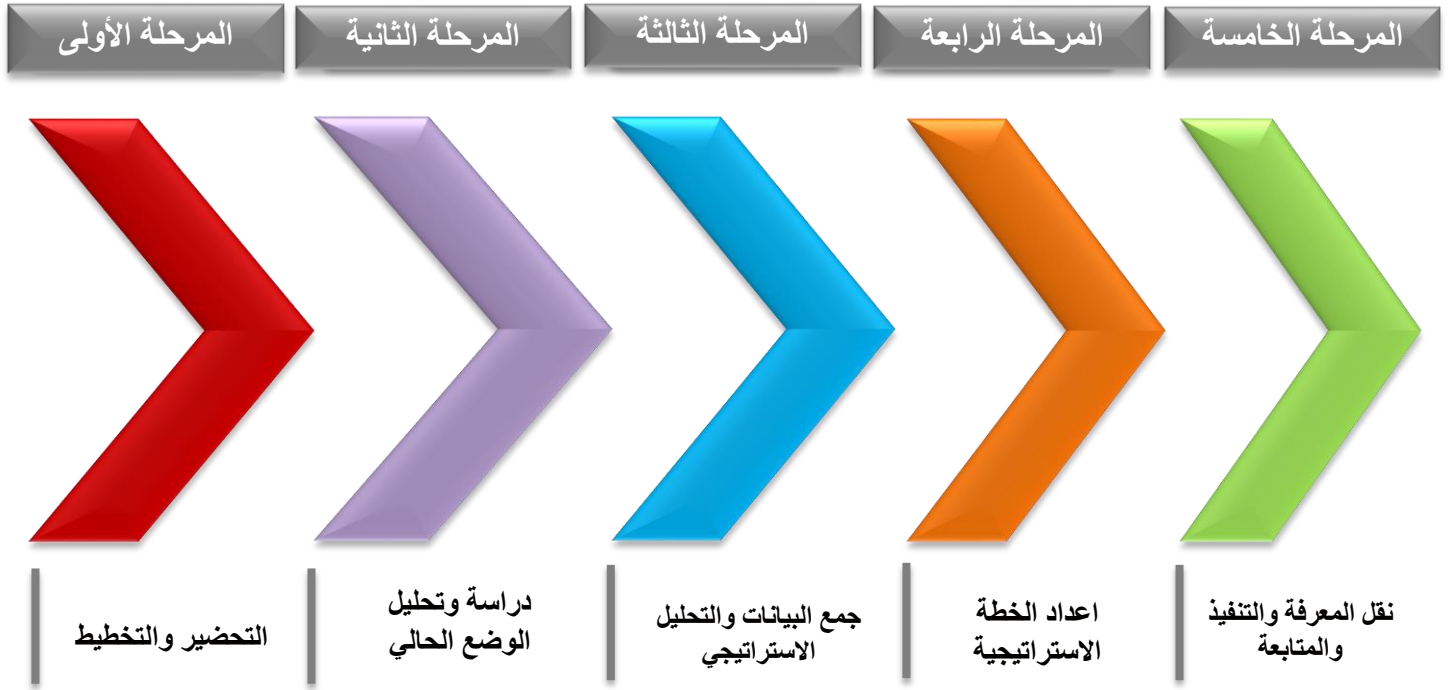 المرحلة الأولى
المرحلة الثانية
المرحلة الثالثة
المرحلة الرابعة
المرحلة الخامسة
التحضير والتخطيط
دراسة وتحليل
الوضع الحالي
جمع البيانات والتحليل
الاستراتيجي
اعداد الخطة
الاستراتيجية
نقل المعرفة والتنفيذ
والمتابعة